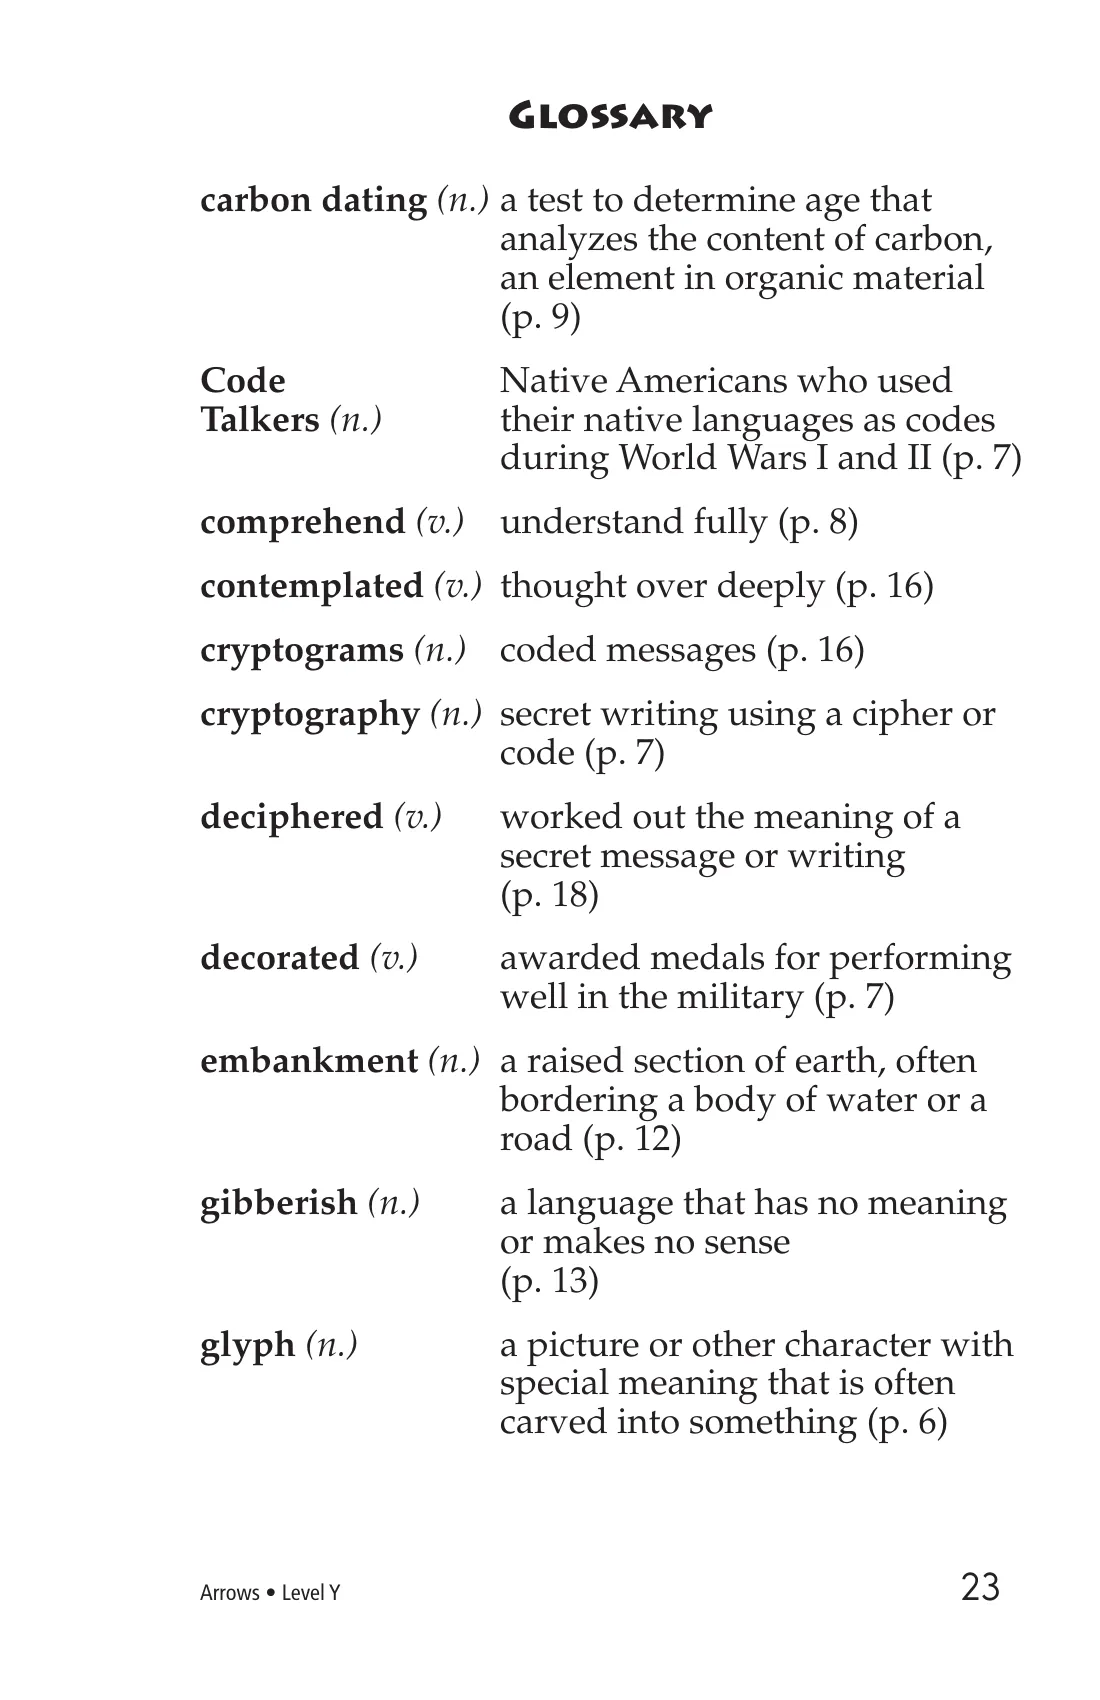 Glossary
carbon dating (n.) a test to determine age that
analyzes the content of carbon,
an element in organic material
(p. 9)
Code Native Americans who used
Talkers (n.) their native languages as codes
during World Wars I and II (p. 7)
comprehend (v.) understand fully (p. 8)
contemplated (v.) thought over deeply (p. 16)
cryptograms (n.) coded messages (p. 16)
cryptography (n.) secret writing using a cipher or
code (p. 7)
deciphered (v.) worked out the meaning of a
secret message or writing
(p. 18)
decorated (v.) awarded medals for performing
well in the military (p. 7)
embankment (n.) a raised section of earth, often
bordering a body of water or a
road (p. 12)
gibberish (n.) a language that has no meaning
or makes no sense
(p. 13)
glyph (n.) a picture or other character with
special meaning that is often
carved into something (p. 6)
Arrows • Level Y 23